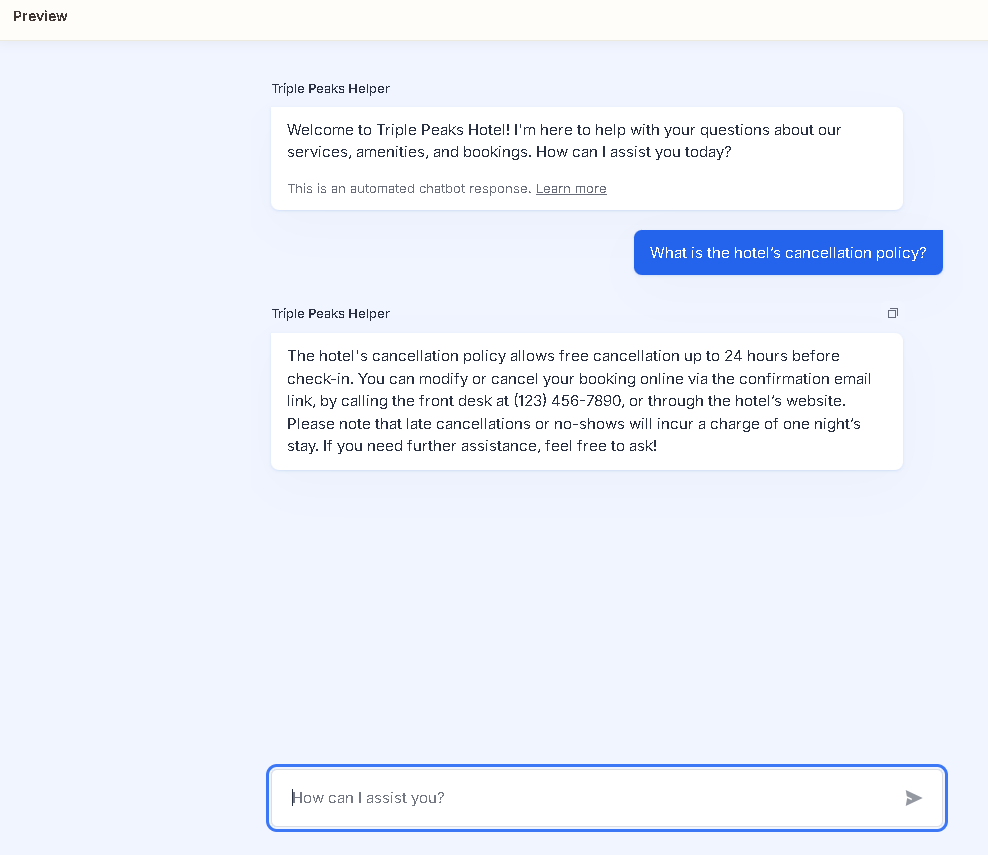 Preview
Triple Peaks Helper
Welcome to Triple Peaks Hotel! I'm here to help with your questions about our
services, amenities, and bookings. How can I assist you today?
This is an automated chatbot response. Learn more
What is the hotel’s cancellation policy?
Triple Peaks Helper
The hotel's cancellation policy allows free cancellation up to 24 hours before
check-in. You can modify or cancel your booking online via the confirmation email
link, by calling the front desk at (123) 456-7890, or through the hotel’s website.
Please note that late cancellations or no-shows will incur a charge of one night’s
stay. If you need further assistance, feel free to ask!
How can I assist you?